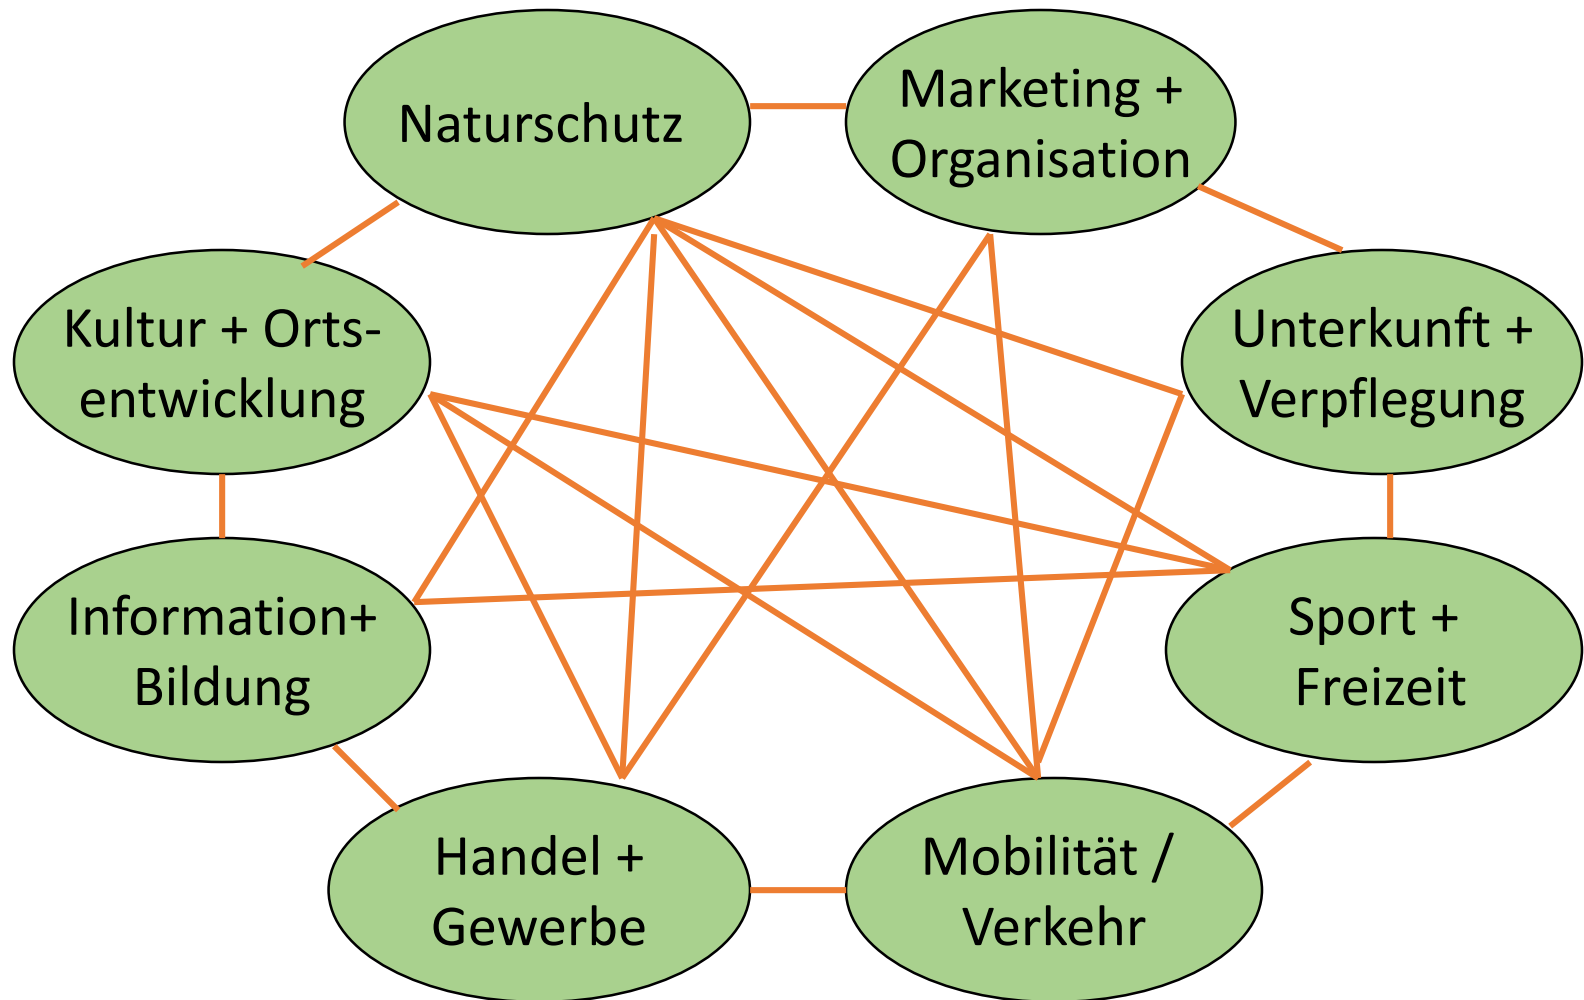 Naturschutz
Marketing +
Organisation
Kultur + Orts-
entwicklung
Unterkunft +
Verpflegung
Information+
Bildung
Sport +
Freizeit
Handel +
Gewerbe
Mobilität /
Verkehr